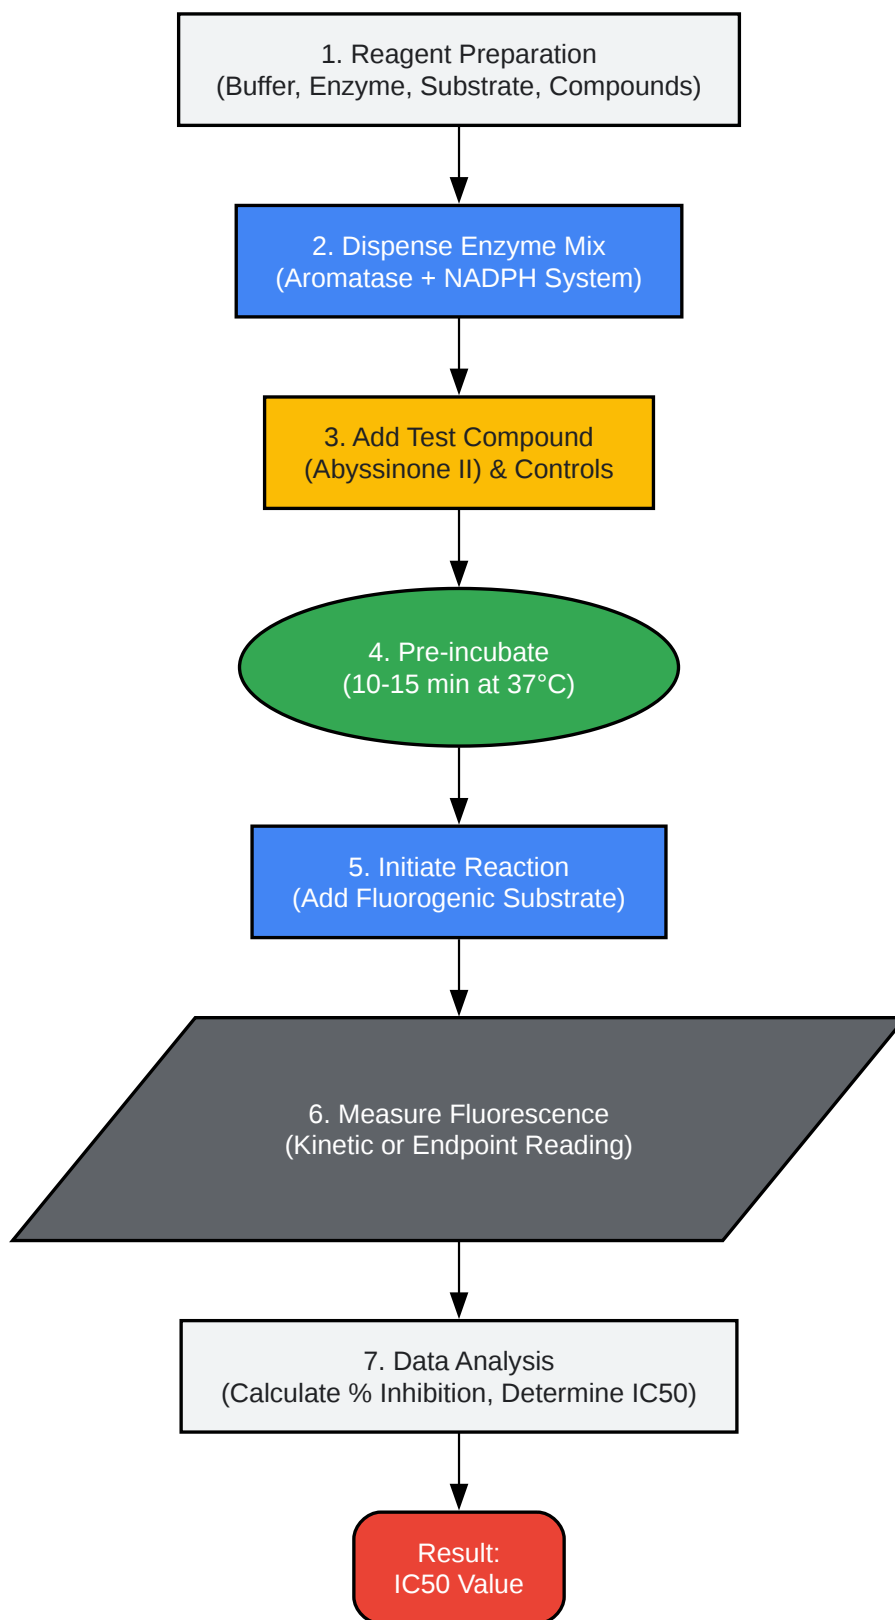 1. Reagent Preparation
(Buffer, Enzyme, Substrate, Compounds)
2. Dispense Enzyme Mix
(Aromatase + NADPH System)
3. Add Test Compound
(Abyssinone II) & Controls
4. Pre-incubate
(10-15 min at 37°C)
5. Initiate Reaction
(Add Fluorogenic Substrate)
6. Measure Fluorescence
(Kinetic or Endpoint Reading)
7. Data Analysis
(Calculate % Inhibition, Determine IC50)
Result:
IC50 Value